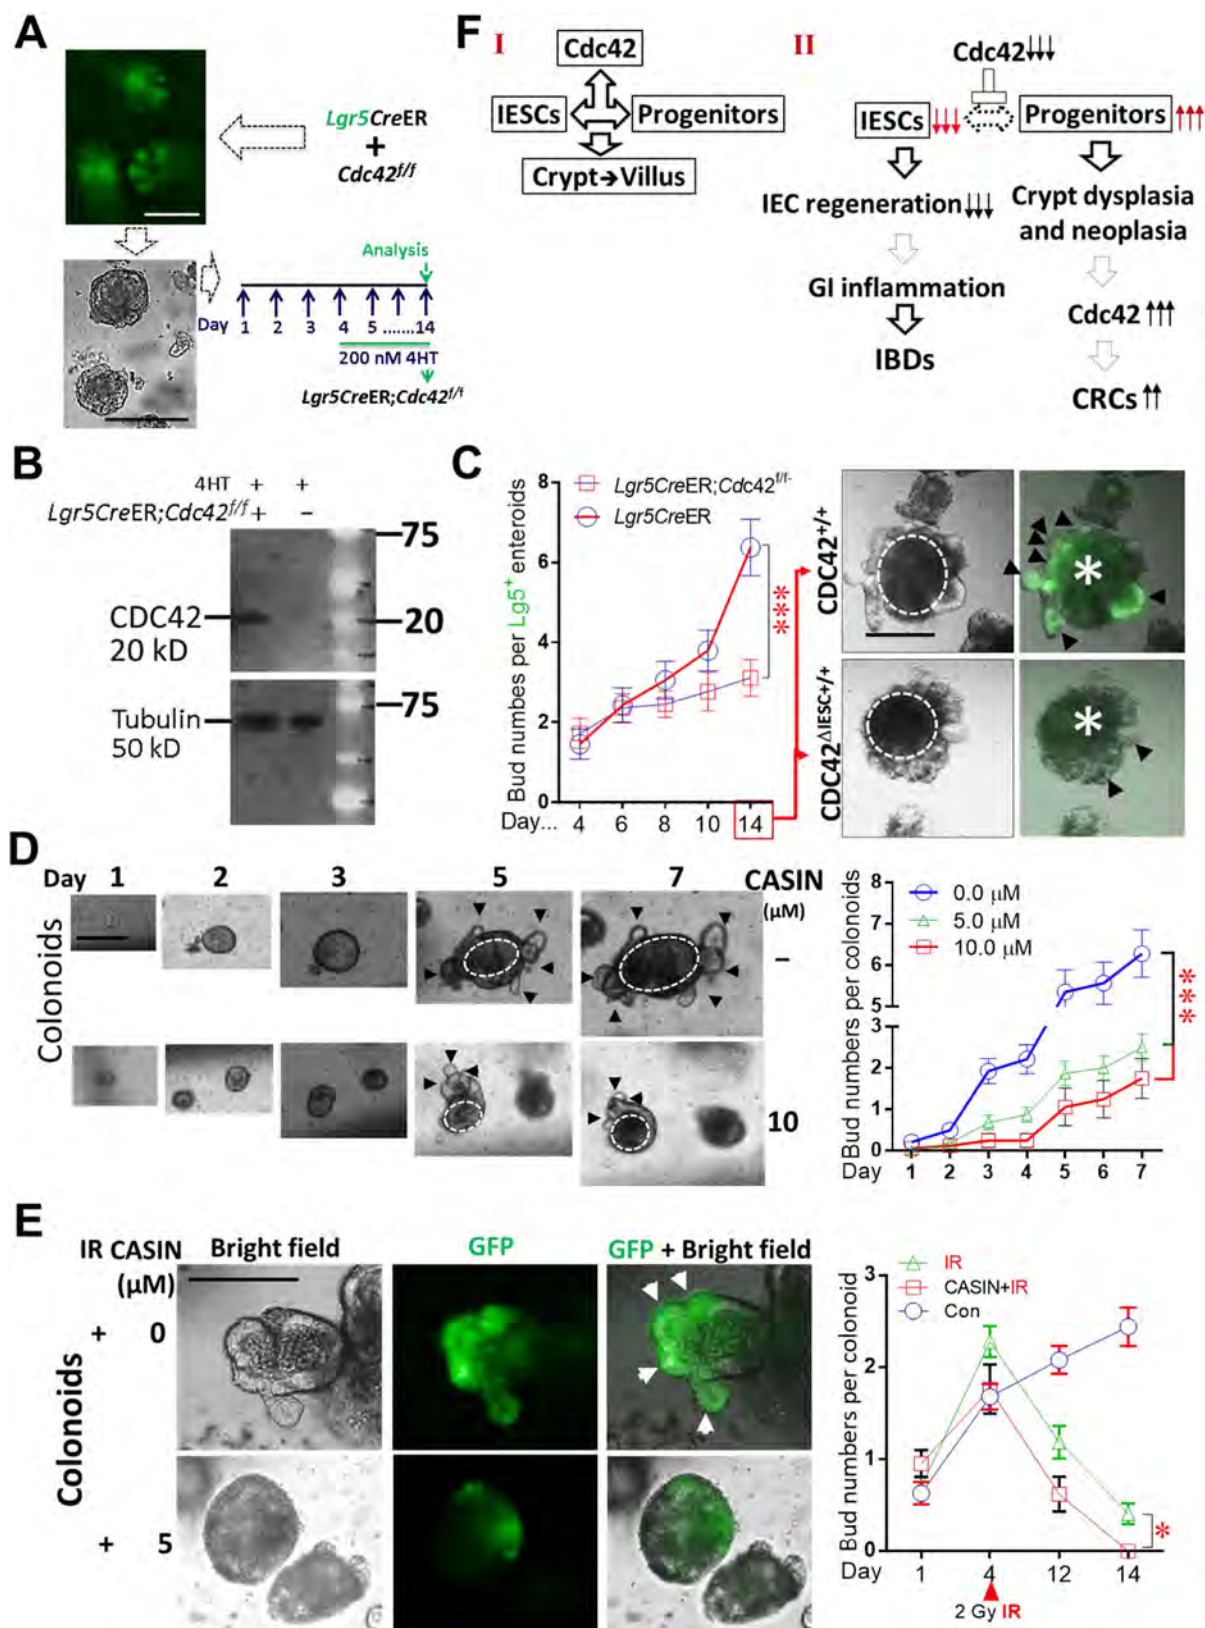 A
Lgr5CreER
+
Cdc42f/f
Analysis
Day 1 2 3 4 5 ....... 14
200 nM 4HT
Lgr5CreER;Cdc42f/f
F I II
Cdc42
IESCs Progenitors
Crypt→Villus
Cdc42↓↓↓
IESCs ↓↓↓ Progenitors ↑↑↑
IEC regeneration↓↓↓
GI inflammation
IBDs
Crypt dysplasia
and neoplasia
Cdc42 ↑↑↑
CRCs ↑↑
B
4HT + +
Lgr5CreER;Cdc42f/f + −
75
CDC42
20 kD
20
75
Tubulin
50 kD
C
Bud numbes per Lg5+ enteroids
8
6
4
2
0
Lgr5CreER;Cdc42f/f-
Lgr5CreER
***
Day... 4 6 8 10 14
CDC42+/+
*
CDC42ΔIESC+/+
*
D
Day 1 2 3 5 7 CASIN
(µM)
Colonoids
–
10
Bud numbers per colonoids
8
7
6
5
3
2
1
0
0.0 µM
5.0 µM
10.0 µM
***
Day 1 2 3 4 5 6 7
E
IR CASIN
(µM)
Bright field GFP GFP + Bright field
Colonoids
+ 0
+ 5
Bud numbers per colonoid
3
2
1
0
IR
CASIN+IR
Con
*
Day 1 4 12 14
2 Gy IR